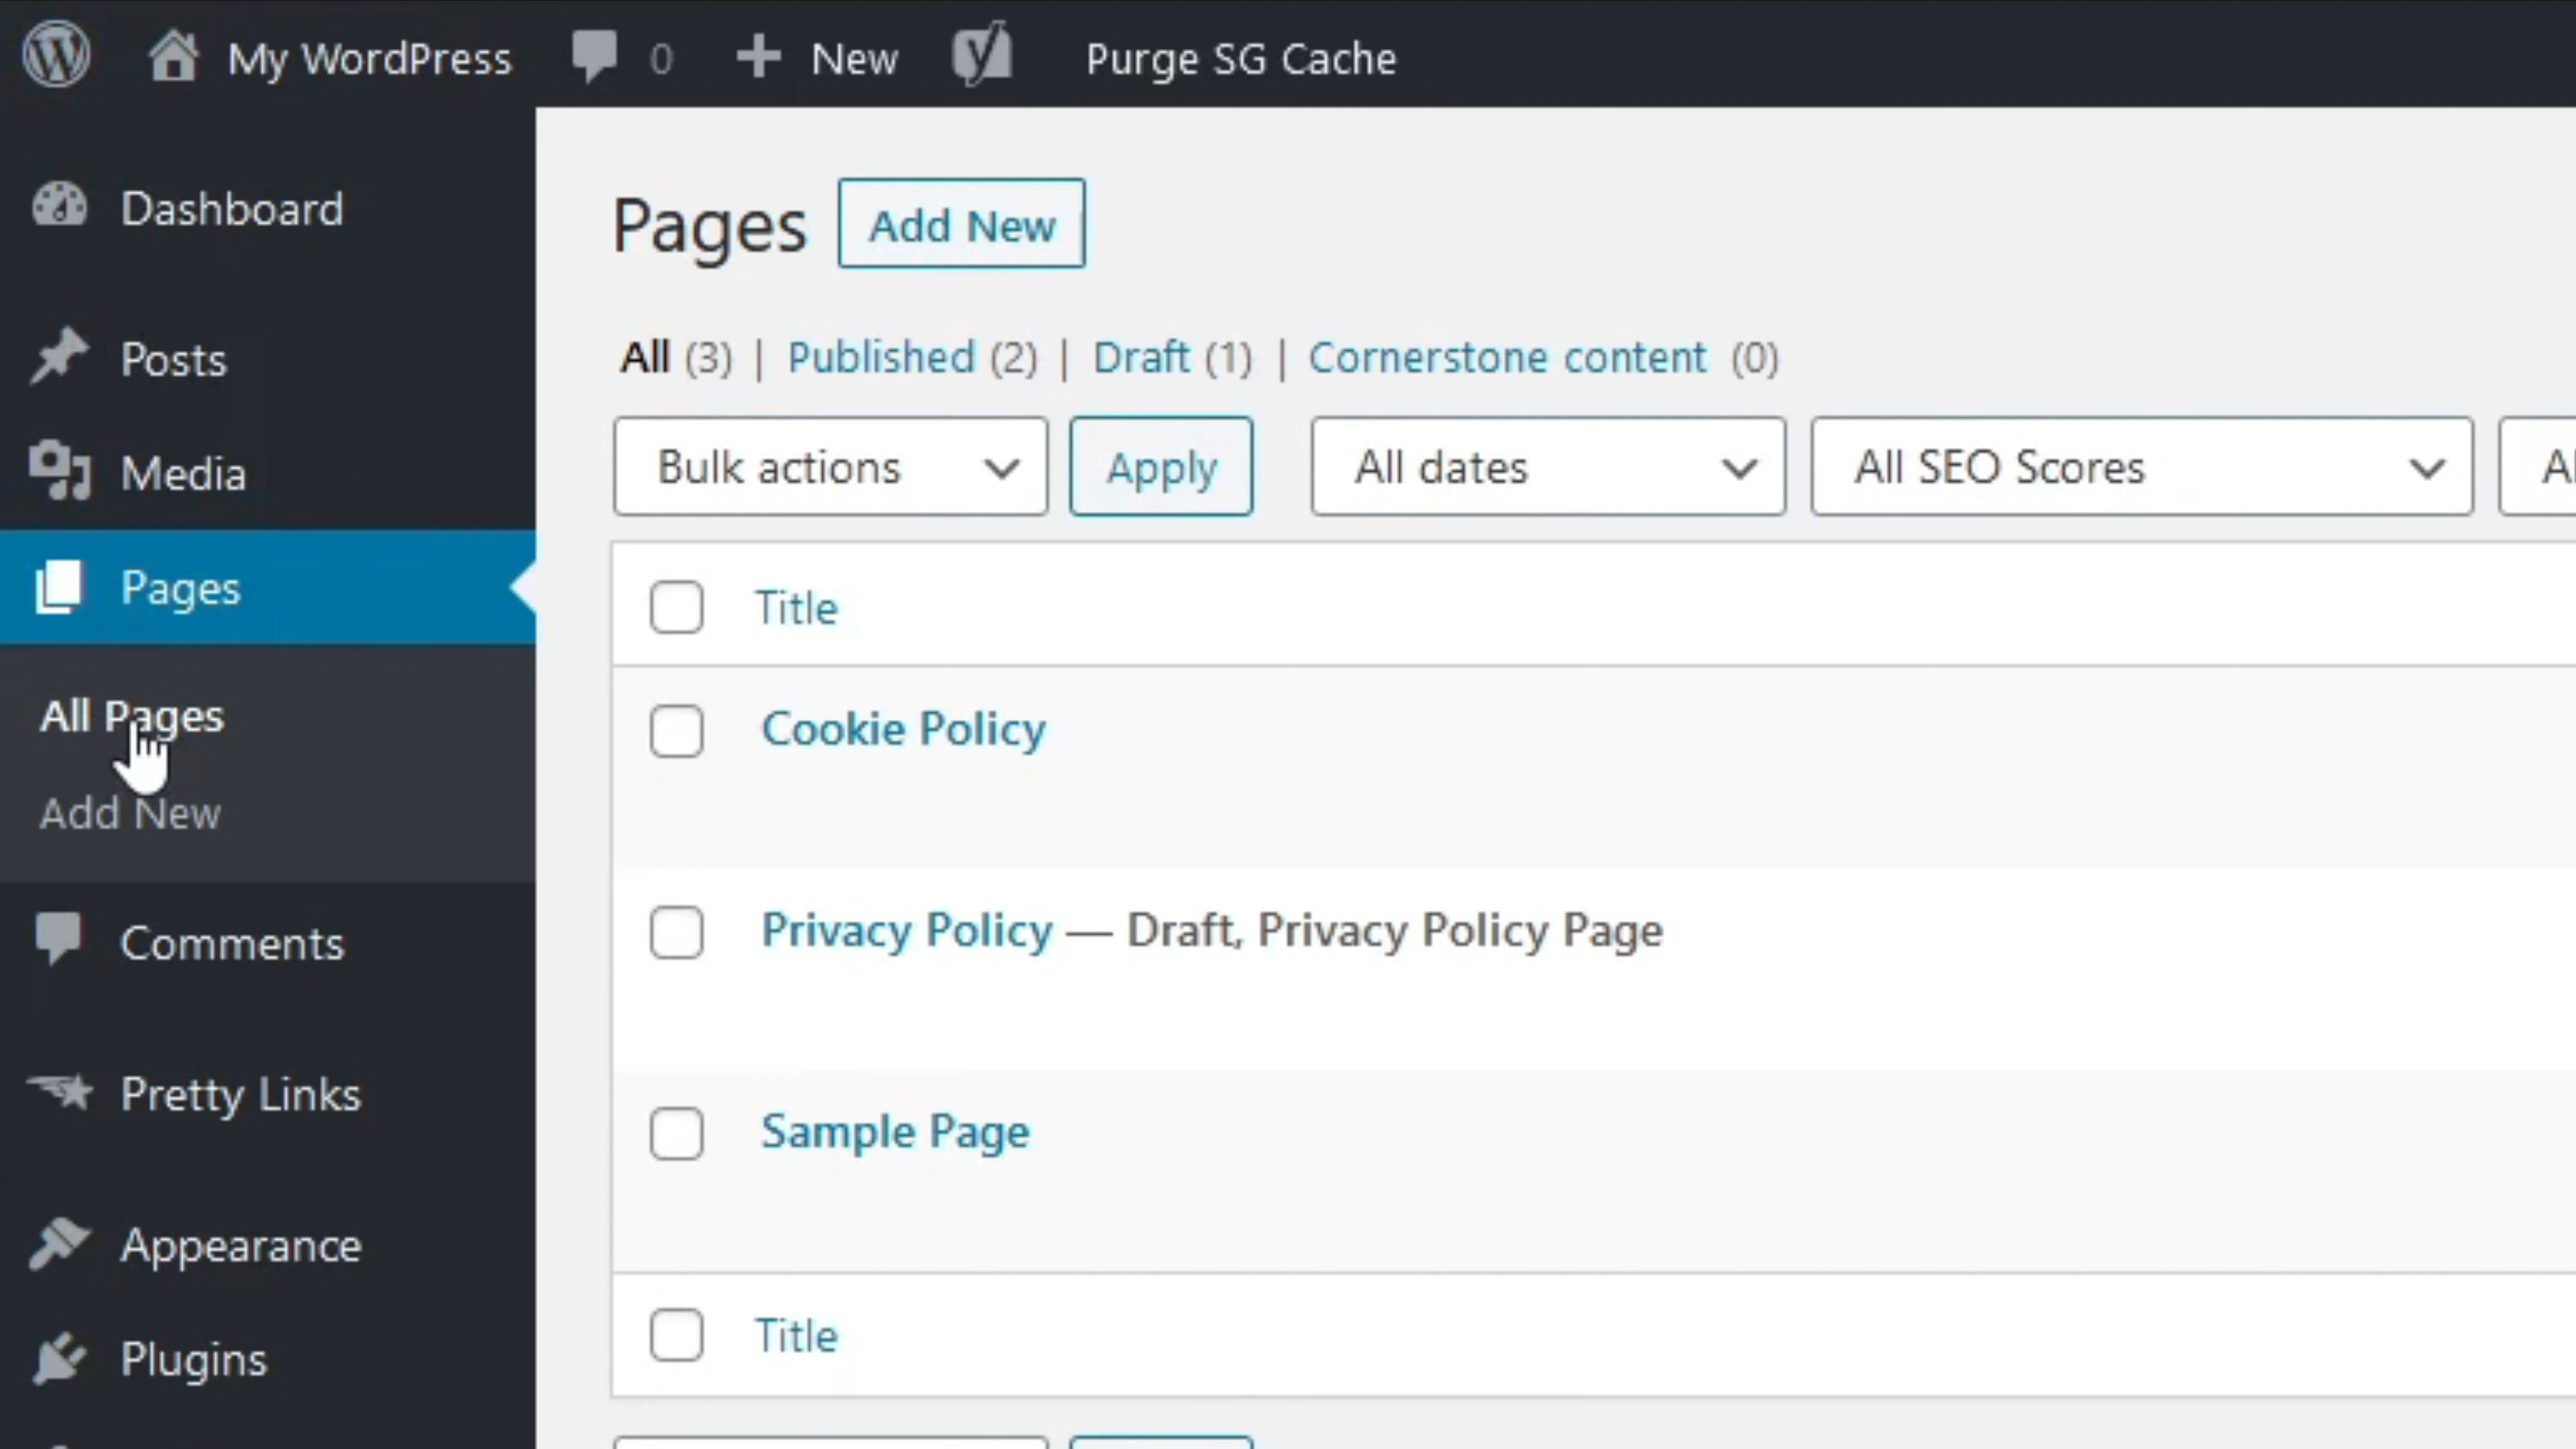 My WordPress 0 New Purge SG Cache
Dashboard
Posts
Media
Pages
All Pages
Add New
Comments
Pretty Links
Appearance
Plugins
Pages Add New
All (3) | Published (2) | Draft (1) | Cornerstone content (0)
Bulk actions Apply All dates All SEO Scores
Title
Cookie Policy
Privacy Policy — Draft, Privacy Policy Page
Sample Page
Title